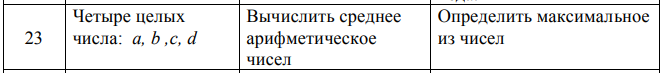 23
Четыре целых
числа: a, b ,c, d
Вычислить среднее
арифметическое
чисел
Определить максимальное
из чисел